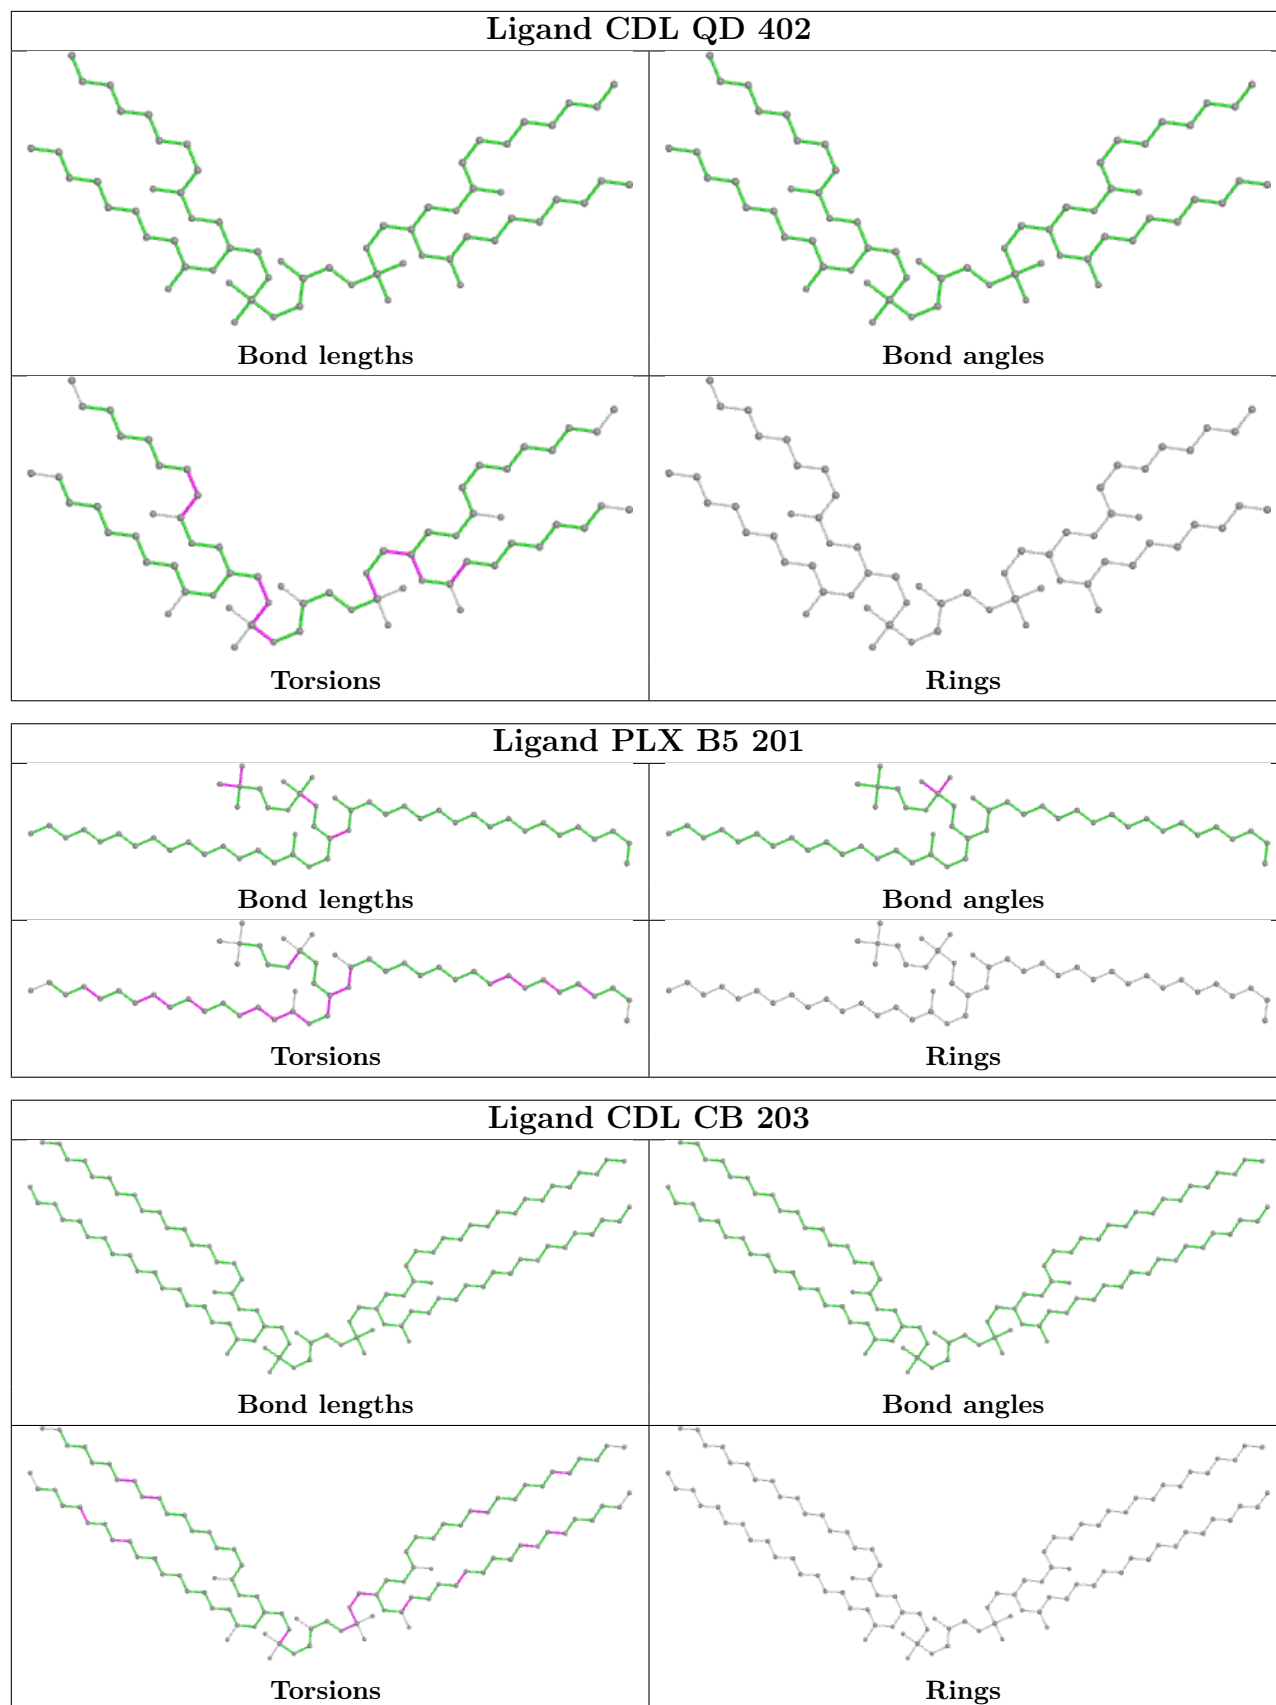 Ligand CDL QD 402
Bond lengths
Bond angles
Torsions
Rings
Ligand PLX B5 201
Bond lengths
Bond angles
Torsions
Rings
Ligand CDL CB 203
Bond lengths
Bond angles
Torsions
Rings